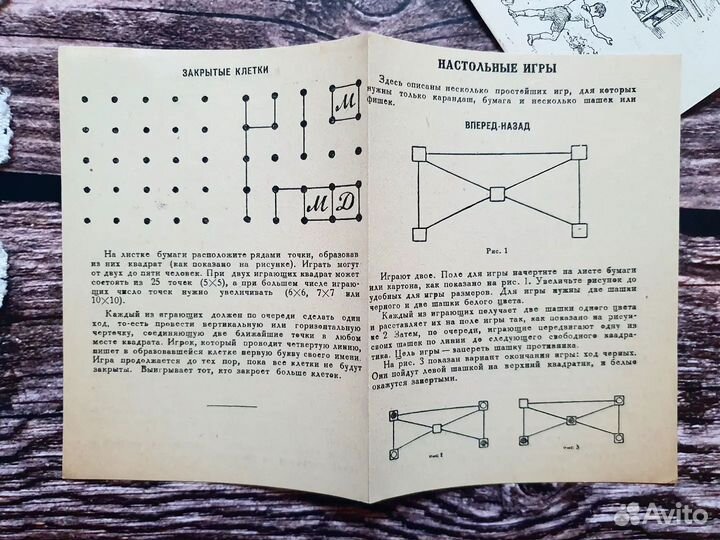 ЗАКРЫТЫЕ КЛЕТКИ
М
М Д
На листке бумаги расположите рядами точки, образовав
из них квадрат (как показано на рисунке). Играть могут
от двух до пяти человек. При двух играющих квадрат может
состоять из 25 точек (5×5), а при большем числе играю-
щих число точек нужно увеличивать (6×6, 7×7 или
10×10).
Каждый из играющих должен по очереди сделать один
ход, то-есть провести вертикальную или горизонтальную
черточку, соединяющую две ближайшие точки в любом
месте квадрата. Игрок, который проводит четвертую линию,
пишет в образовавшейся клетке первую букву своего имени.
Игра продолжается до тех пор, пока все клетки не будут
закрыты. Выигрывает тот, кто закроет больше клеток.
НАСТОЛЬНЫЕ ИГРЫ
Здесь описаны несколько простейших игр, для которых
нужны только карандаш, бумага и несколько шашек или
фишек.
ВПЕРЕД-НАЗАД
Рис. 1
Играют двое. Поле для игры начертите на листе бумаги
или картона, как показано на рис. 1. Увеличьте рисунок до
удобных для игры размеров. Для игры нужны две шашки
черного и две шашки белого цвета.
Каждый из играющих получает две шашки одного цвета
и расставляет их на поле игры так, как показано на рисун-
ке 2 Затем, по очереди, играющие передвигают одну из
своих шашек по линии до следующего свободного квадра-
тика. Цель игры — запереть шашку противника.
На рис. 3 показан вариант окончания игры: ход черных.
Они пойдут левой шашкой на верхний квадратик, и белые
окажутся запертыми.
рис 2
рис 3
Avito